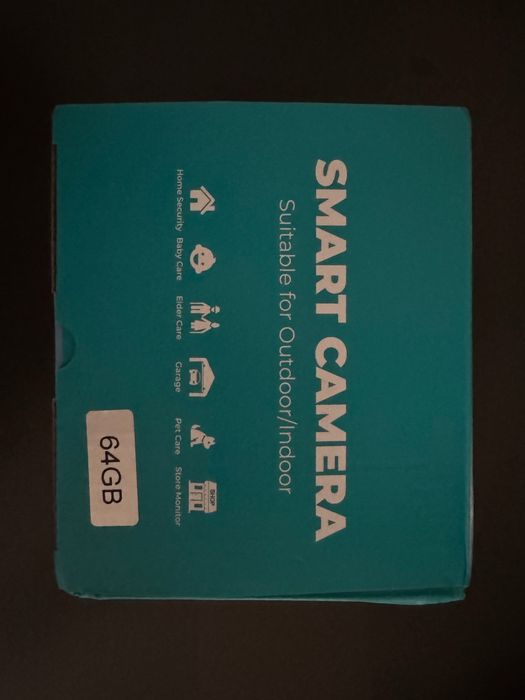 SMART CAMERA
Suitable for Outdoor/Indoor
SHOP
Home Security
Baby Care
Elder Care
Garage
Pet Care
Store Monitor
64GB